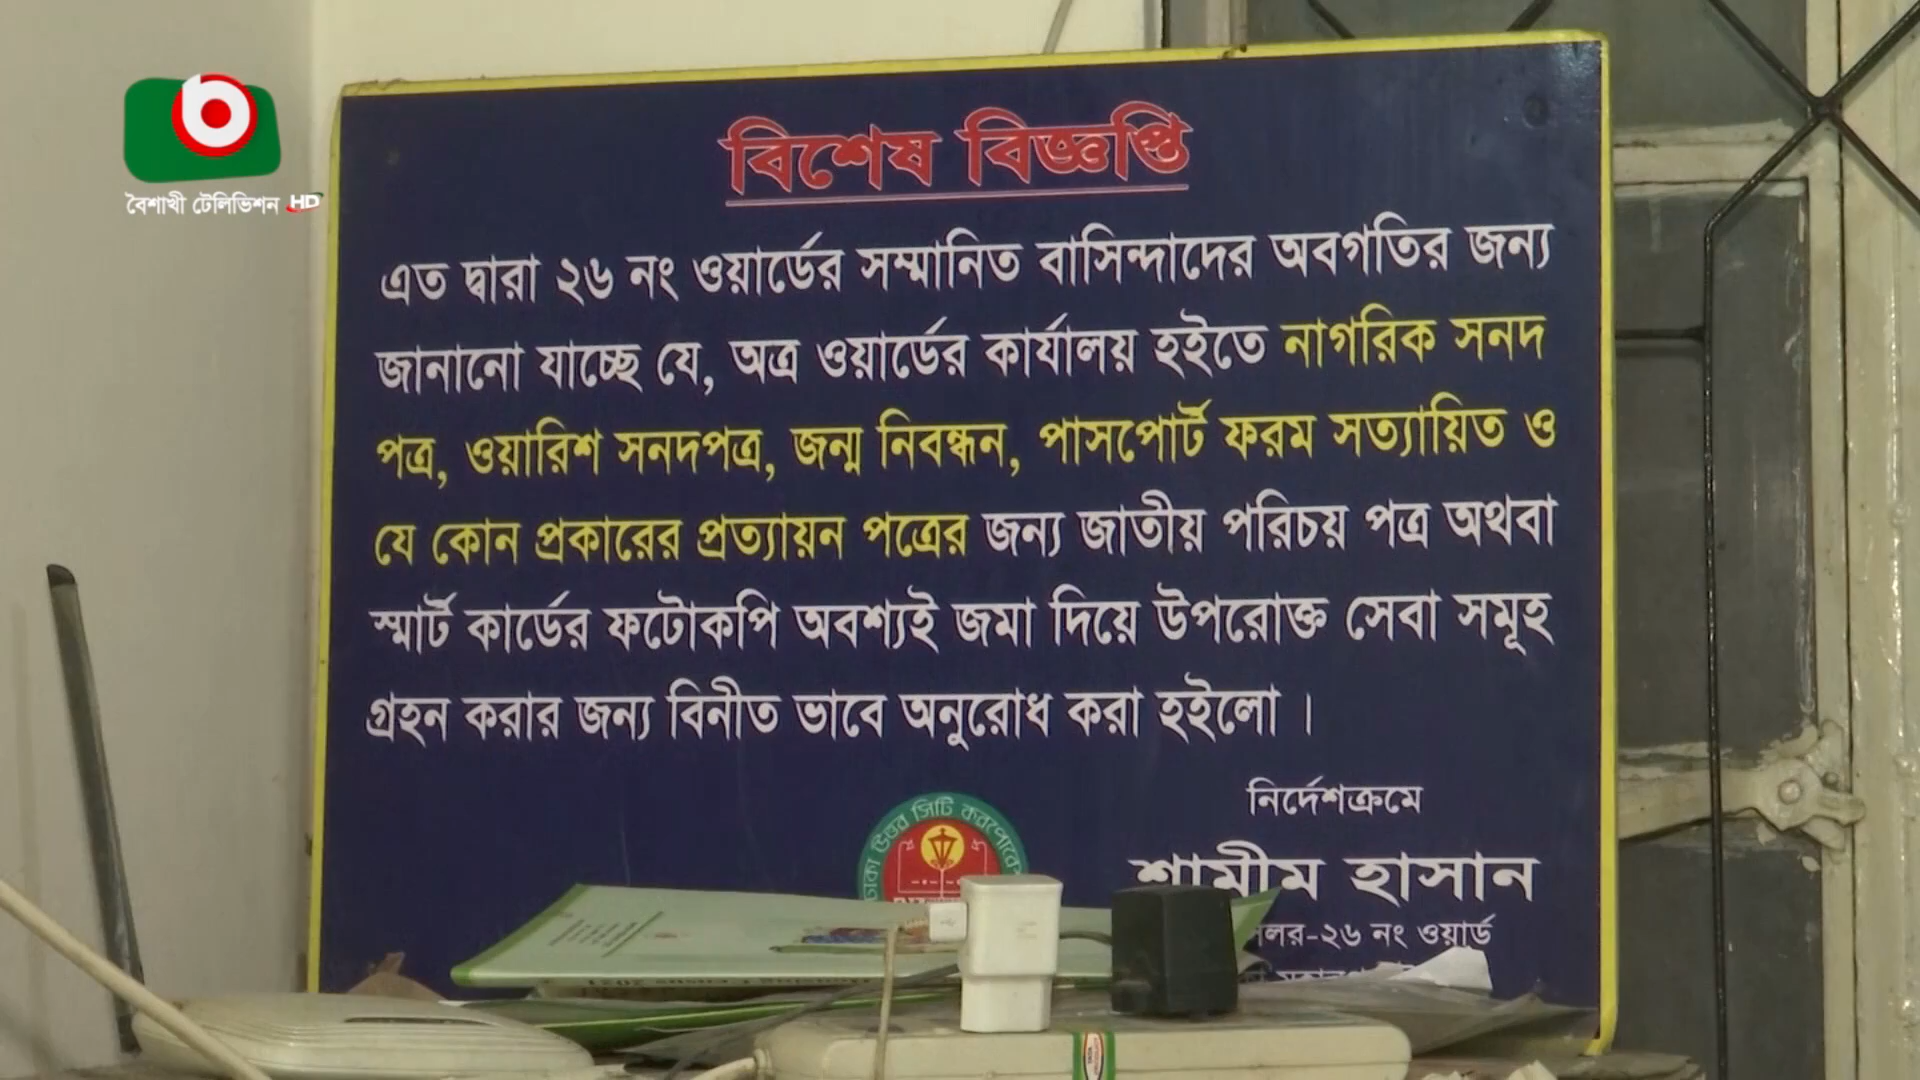 বৈশাখী টেলিভিশন HD
বিশেষ বিজ্ঞপ্তি
এত দ্বারা ২৬ নং ওয়ার্ডের সম্মানিত বাসিন্দাদের অবগতির জন্য
জানানো যাচ্ছে যে, অত্র ওয়ার্ডের কার্যালয় হইতে নাগরিক সনদ
পত্র, ওয়ারিশ সনদপত্র, জন্ম নিবন্ধন, পাসপোর্ট ফরম সত্যায়িত ও
যে কোন প্রকারের প্রত্যায়ন পত্রের জন্য জাতীয় পরিচয় পত্র অথবা
স্মার্ট কার্ডের ফটোকপি অবশ্যই জমা দিয়ে উপরোক্ত সেবা সমূহ
গ্রহন করার জন্য বিনীত ভাবে অনুরোধ করা হইলো ।
নির্দেশক্রমে
শামীম হাসান
২৬ নং ওয়ার্ড
উত্তর সিটি